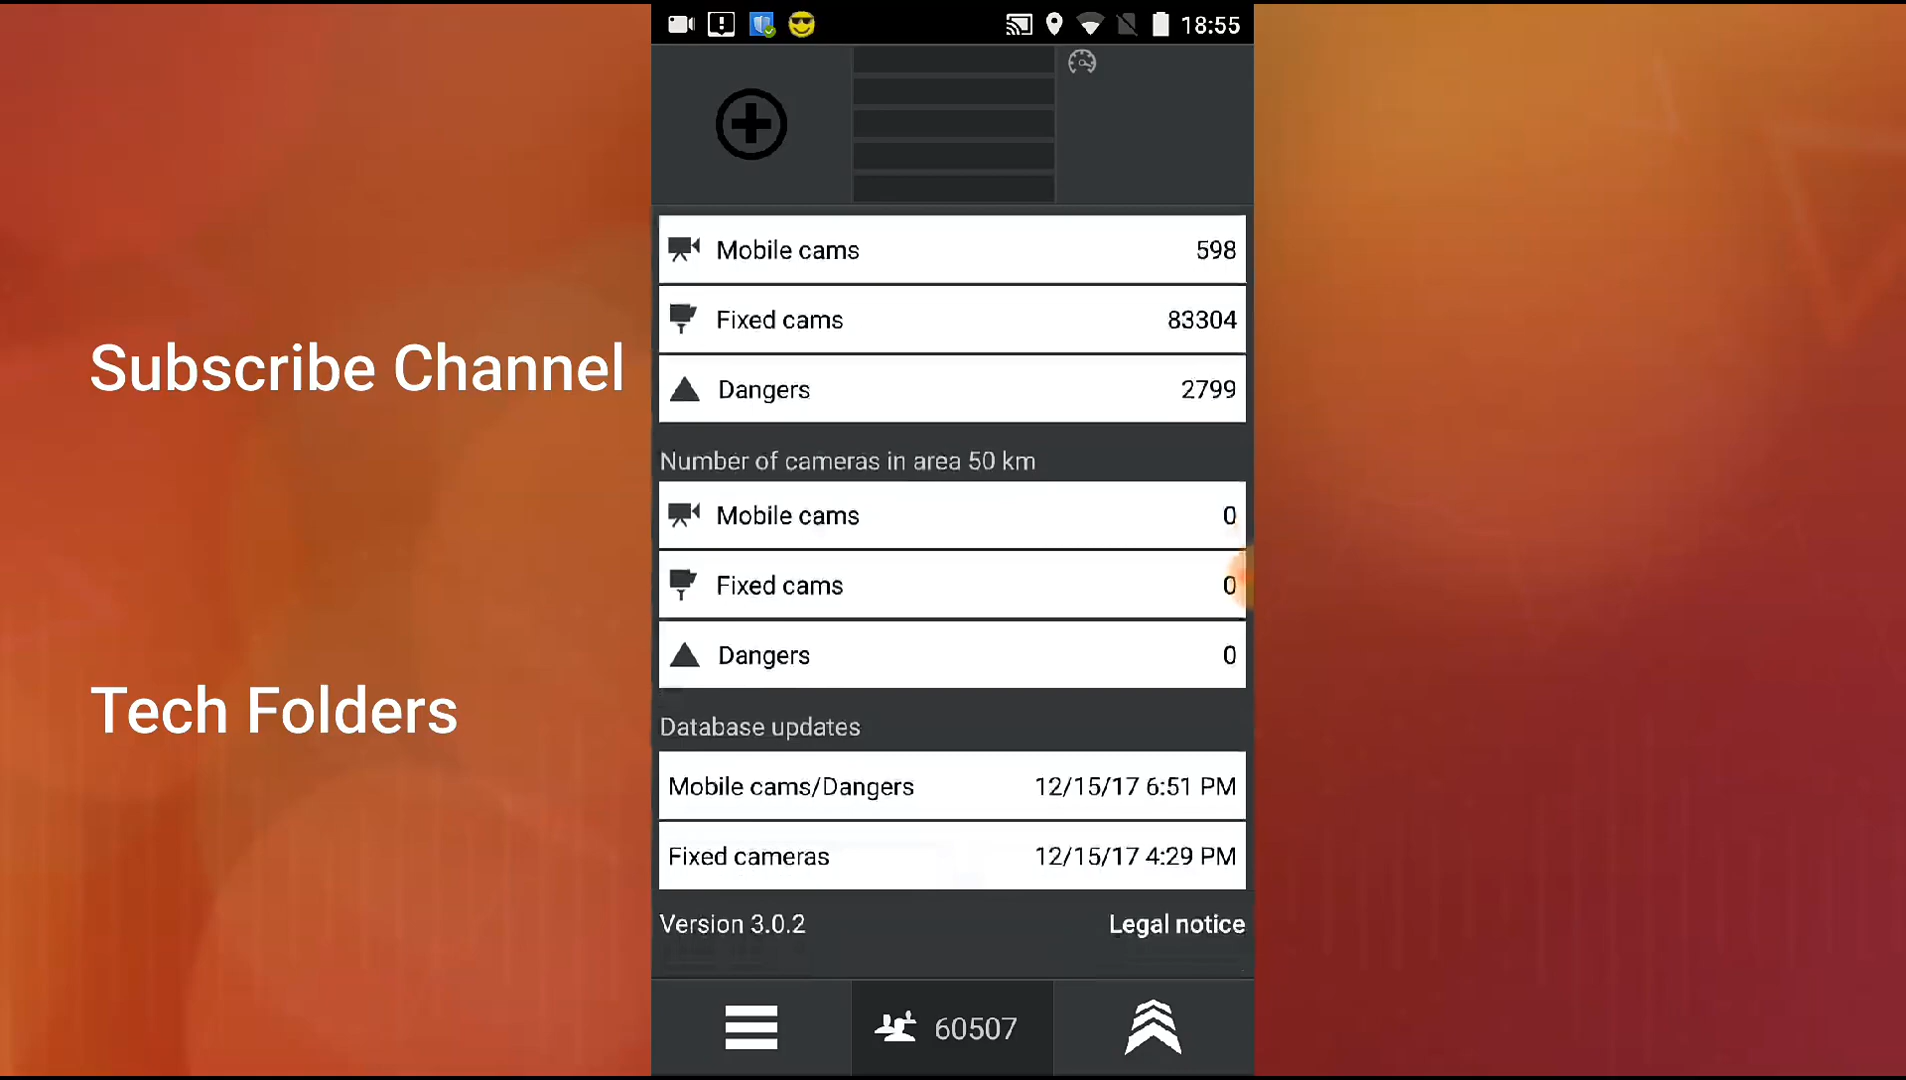 18:55
Mobile cams 598
Fixed cams 83304
Dangers 2799
Number of cameras in area 50 km
Mobile cams 0
Fixed cams 0
Dangers 0
Database updates
Mobile cams/Dangers 12/15/17 6:51 PM
Fixed cameras 12/15/17 4:29 PM
Version 3.0.2 Legal notice
60507
Subscribe Channel
Tech Folders